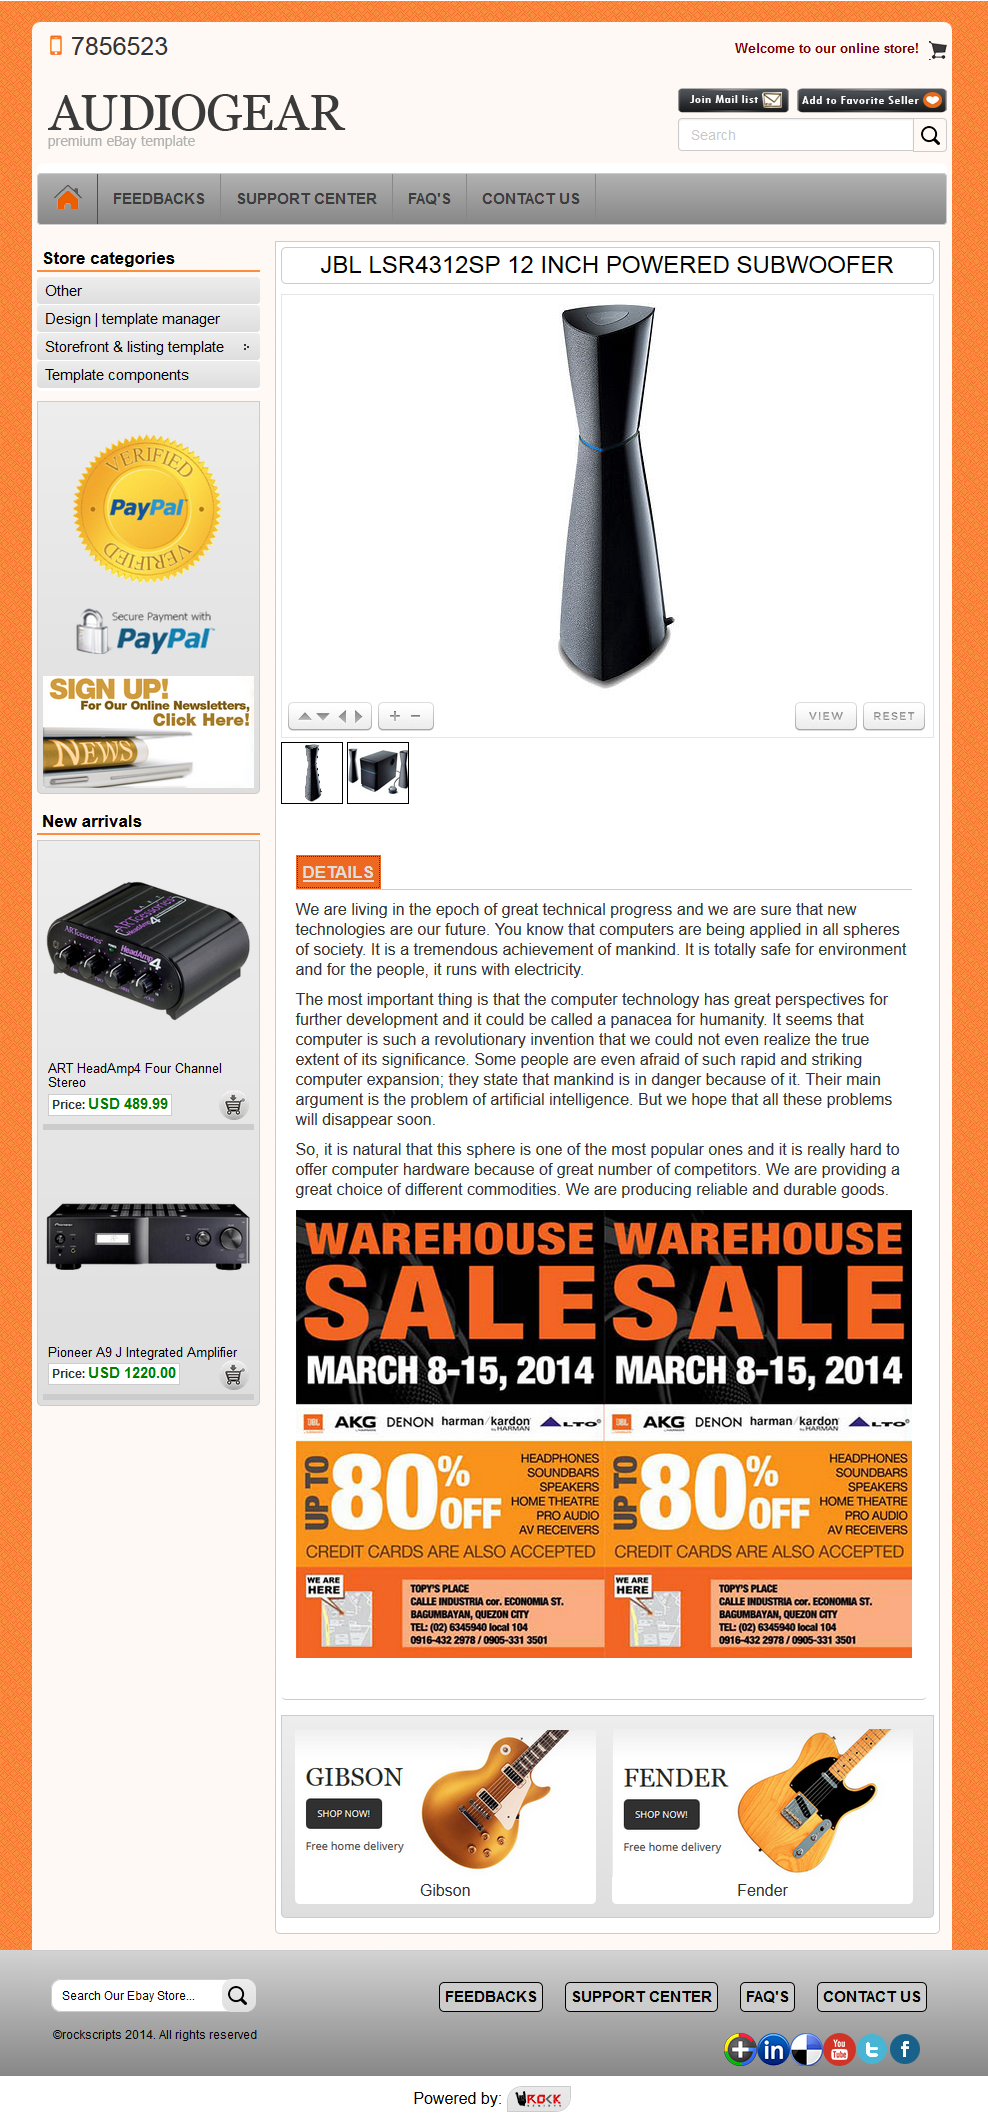 7856523
Welcome to our online store!
AUDIOGEAR
premium eBay template
Join Mail list
Add to Favorite Seller
Search
FEEDBACKS
SUPPORT CENTER
FAQ'S
CONTACT US
Store categories
Other
Design | template manager
Storefront & listing template
Template components
VERIFIED
PayPal
VERIFIED
Secure Payment with
PayPal
SIGN UP!
For Our Online Newsletters,
Click Here!
NEWS
New arrivals
ARTcessories
HeadAmp4
ARTcessories
HeadAmp4
ART HeadAmp4 Four Channel
Stereo
Price: USD 489.99
Pioneer
Pioneer A9 J Integrated Amplifier
Price: USD 1220.00
JBL LSR4312SP 12 INCH POWERED SUBWOOFER
VIEW
RESET
DETAILS
We are living in the epoch of great technical progress and we are sure that new
technologies are our future. You know that computers are being applied in all spheres
of society. It is a tremendous achievement of mankind. It is totally safe for environment
and for the people, it runs with electricity.
The most important thing is that the computer technology has great perspectives for
further development and it could be called a panacea for humanity. It seems that
computer is such a revolutionary invention that we could not even realize the true
extent of its significance. Some people are even afraid of such rapid and striking
computer expansion; they state that mankind is in danger because of it. Their main
argument is the problem of artificial intelligence. But we hope that all these problems
will disappear soon.
So, it is natural that this sphere is one of the most popular ones and it is really hard to
offer computer hardware because of great number of competitors. We are providing a
great choice of different commodities. We are producing reliable and durable goods.
WAREHOUSE
SALE
MARCH 8-15, 2014
JBL AKG DENON harman/kardon ALTO
by HARMAN
UP TO
80% OFF
HEADPHONES
SOUNDBARS
SPEAKERS
HOME THEATRE
PRO AUDIO
AV RECEIVERS
CREDIT CARDS ARE ALSO ACCEPTED
WE ARE
HERE
TOPY'S PLACE
CALLE INDUSTRIA cor. ECONOMIA ST.
BAGUMBAYAN, QUEZON CITY
TEL: (02) 6345940 local 104
0916-432 2978 / 0905-331 3501
WAREHOUSE
SALE
MARCH 8-15, 2014
JBL AKG DENON harman/kardon ALTO
by HARMAN
UP TO
80% OFF
HEADPHONES
SOUNDBARS
SPEAKERS
HOME THEATRE
PRO AUDIO
AV RECEIVERS
CREDIT CARDS ARE ALSO ACCEPTED
WE ARE
HERE
TOPY'S PLACE
CALLE INDUSTRIA cor. ECONOMIA ST.
BAGUMBAYAN, QUEZON CITY
TEL: (02) 6345940 local 104
0916-432 2978 / 0905-331 3501
GIBSON
SHOP NOW!
Free home delivery
Gibson
FENDER
SHOP NOW!
Free home delivery
Fender
Search Our Ebay Store...
FEEDBACKS
SUPPORT CENTER
FAQ'S
CONTACT US
©rockscripts 2014. All rights reserved
in
You
Tube
t
f
Powered by: ROCK